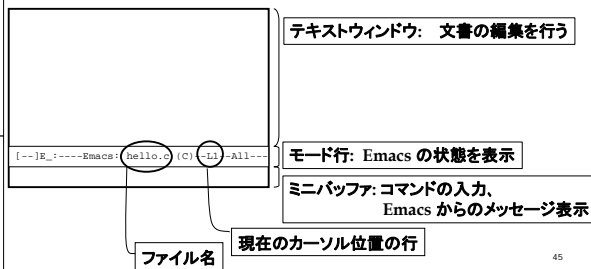 テキストウィンドウ: 文書の編集を行う
[--]E_:----Emacs: hello.c (C)--L1--All---
モード行: Emacs の状態を表示
ミニバッファ: コマンドの入力、
Emacs からのメッセージ表示
現在のカーソル位置の行
ファイル名
45